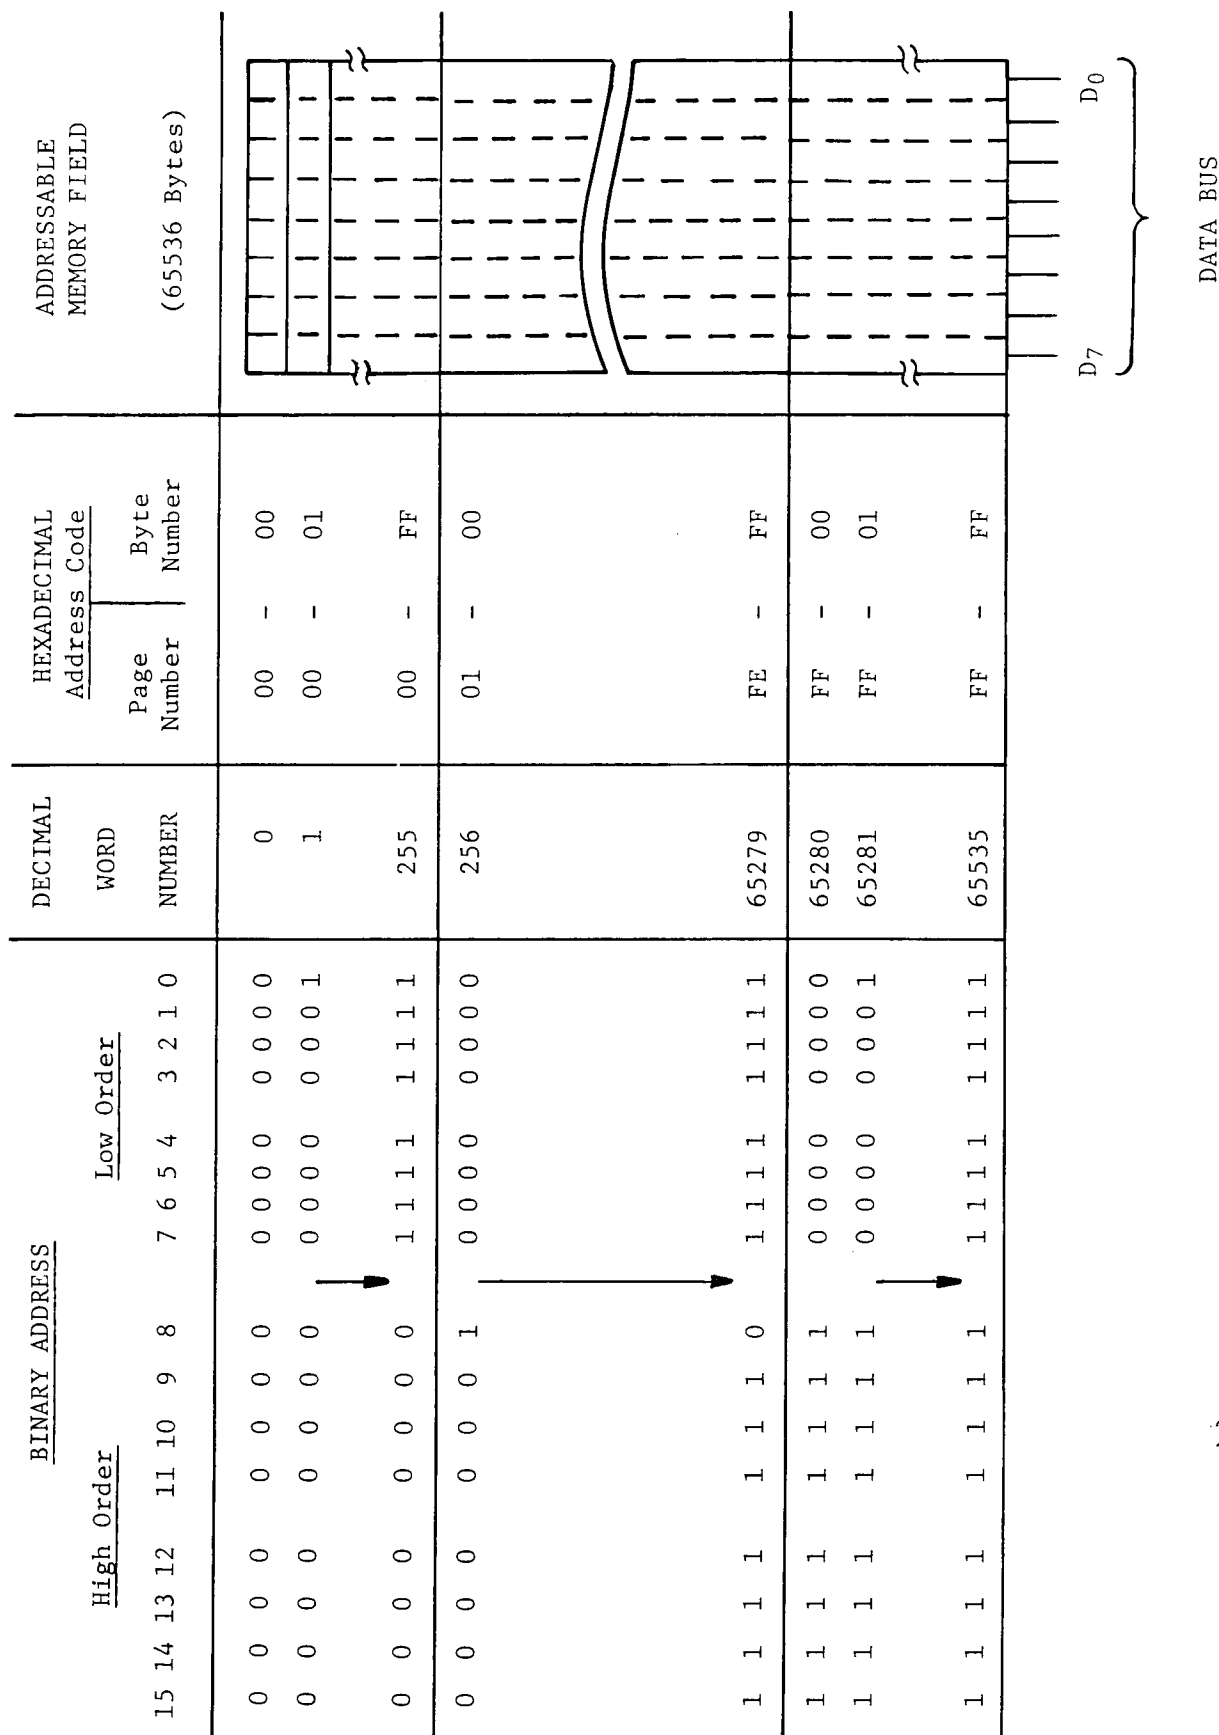 BINARY ADDRESS DECIMAL HEXADECIMAL ADDRESSABLE
High Order Low Order WORD Address Code MEMORY FIELD
Page Byte
15 14 13 12 11 10 9 8 7 6 5 4 3 2 1 0 NUMBER Number Number (65536 Bytes)
0 0 0 0 0 0 0 0 0 0 0 0 0 0 0 0 0 00 - 00
0 0 0 0 0 0 0 0 0 0 0 0 0 0 0 1 1 00 - 01
0 0 0 0 0 0 0 0 1 1 1 1 1 1 1 1 255 00 - FF
0 0 0 0 0 0 0 1 0 0 0 0 0 0 0 0 256 01 - 00
1 1 1 1 1 1 1 0 1 1 1 1 1 1 1 1 65279 FE - FF
1 1 1 1 1 1 1 1 0 0 0 0 0 0 0 0 65280 FF - 00
1 1 1 1 1 1 1 1 0 0 0 0 0 0 0 1 65281 FF - 01
1 1 1 1 1 1 1 1 1 1 1 1 1 1 1 1 65535 FF - FF
D7 D0
DATA BUS